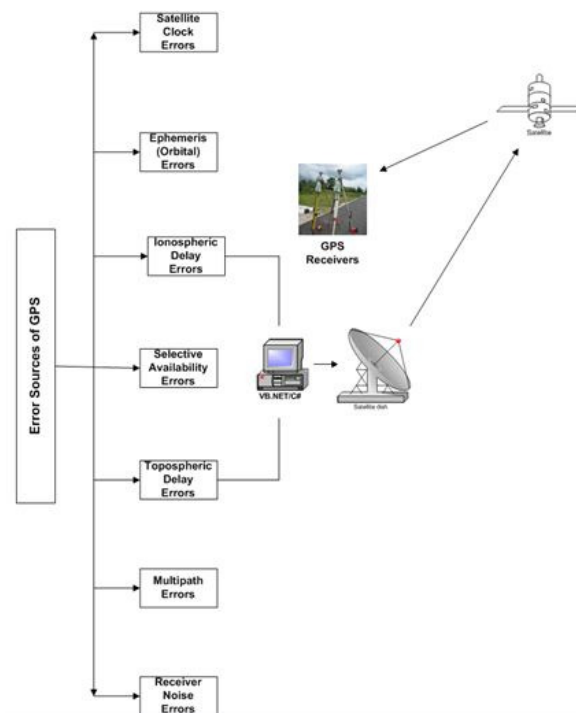 Satellite
Clock
Errors
Ephemeris
(Orbital)
Errors
Ionospheric
Delay
Errors
Selective
Availability
Errors
Topospheric
Delay
Errors
Multipath
Errors
Receiver
Noise
Errors
Error Sources of GPS
VB.NET/C#
Satellite dish
GPS
Receivers
Satellite